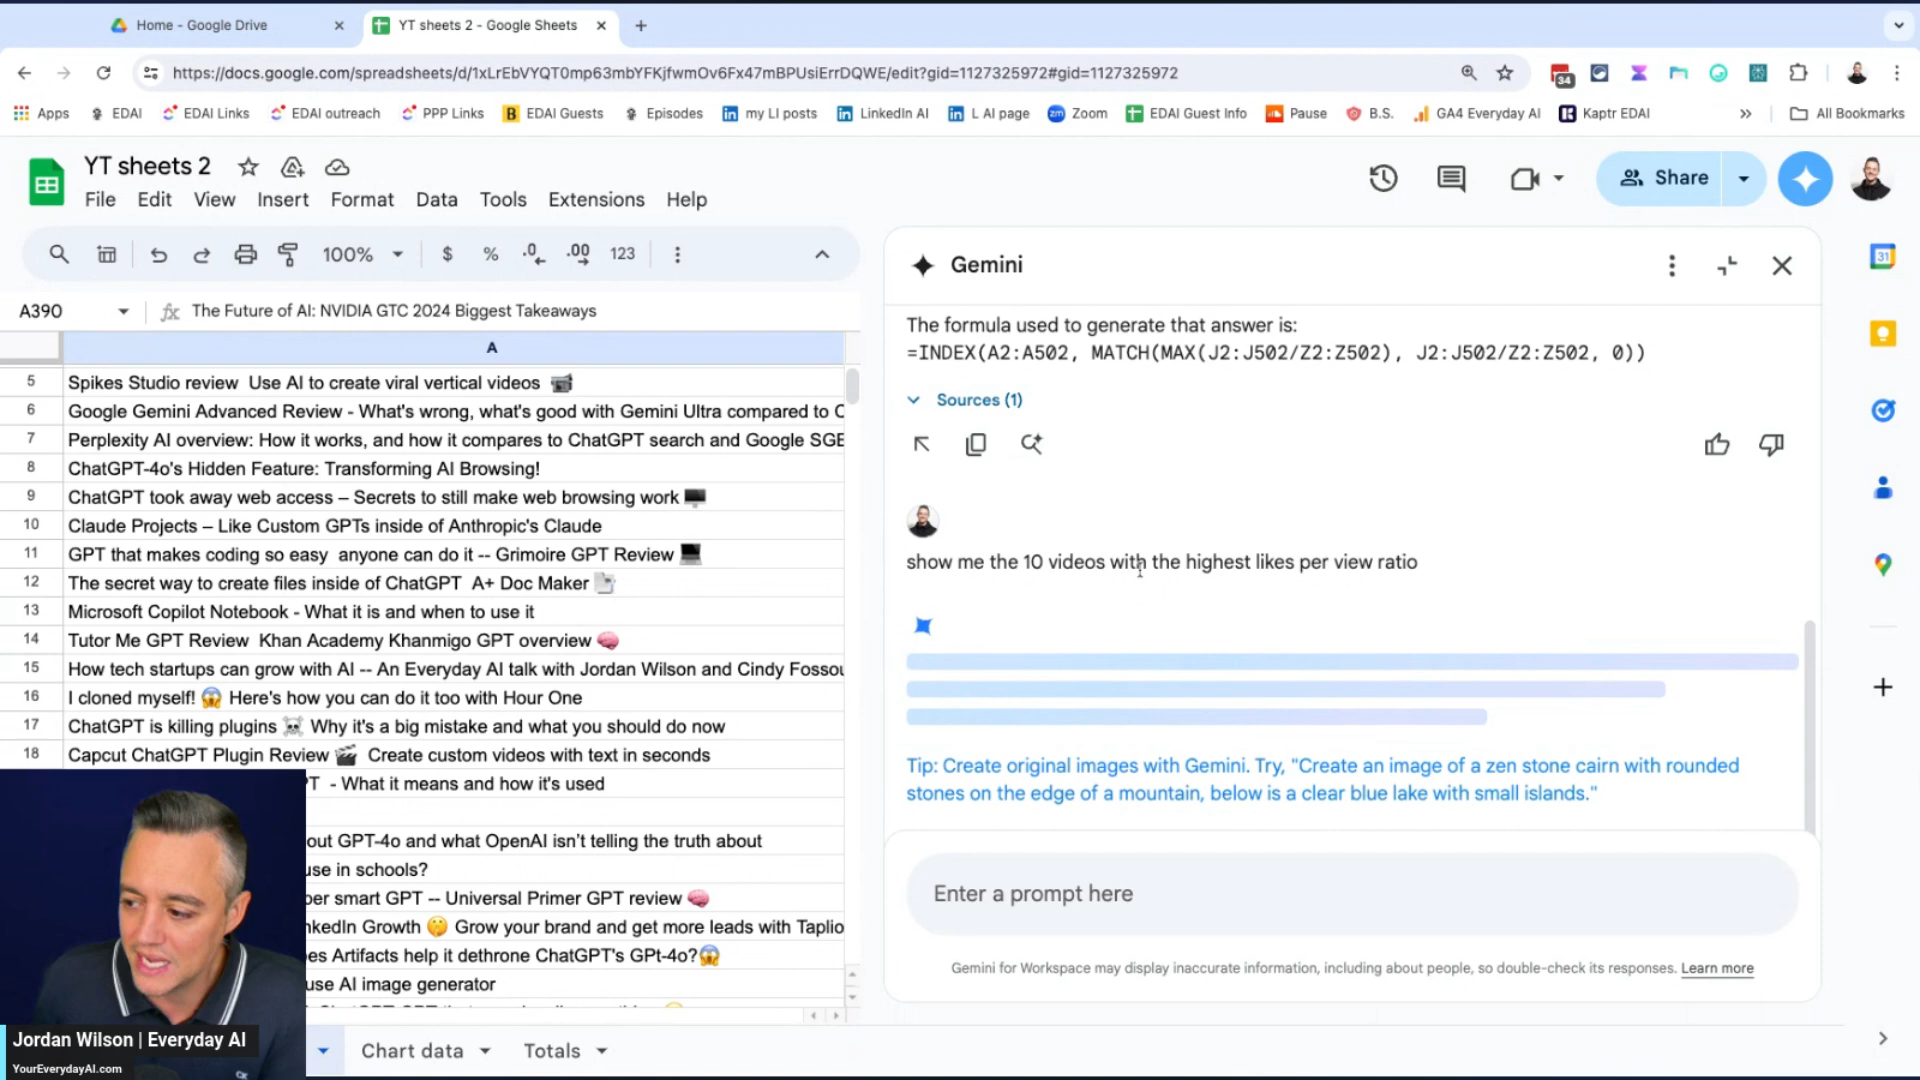 Home - Google Drive
YT sheets 2 - Google Sheets
https://docs.google.com/spreadsheets/d/1xLrEbVYQT0mp63mbYFKjfwmOv6Fx47mBPUsiErrDQWE/edit?gid=1127325972#gid=1127325972
34
Apps EDAI EDAI Links EDAI outreach PPP Links EDAI Guests Episodes my LI posts LinkedIn AI L AI page Zoom EDAI Guest Info Pause B.S. GA4 Everyday AI Kaptr EDAI All Bookmarks
YT sheets 2
File Edit View Insert Format Data Tools Extensions Help
Share
100% $ % .0 .00 123
A390
The Future of AI: NVIDIA GTC 2024 Biggest Takeaways
A
5 Spikes Studio review Use AI to create viral vertical videos 📹
6 Google Gemini Advanced Review - What's wrong, what's good with Gemini Ultra compared to C
7 Perplexity AI overview: How it works, and how it compares to ChatGPT search and Google SGE
8 ChatGPT-4o's Hidden Feature: Transforming AI Browsing!
9 ChatGPT took away web access – Secrets to still make web browsing work 🖥️
10 Claude Projects – Like Custom GPTs inside of Anthropic's Claude
11 GPT that makes coding so easy anyone can do it -- Grimoire GPT Review 💻
12 The secret way to create files inside of ChatGPT A+ Doc Maker 📑
13 Microsoft Copilot Notebook - What it is and when to use it
14 Tutor Me GPT Review Khan Academy Khanmigo GPT overview 🧠
15 How tech startups can grow with AI -- An Everyday AI talk with Jordan Wilson and Cindy Fossou
16 I cloned myself! 😱 Here's how you can do it too with Hour One
17 ChatGPT is killing plugins ☠️ Why it's a big mistake and what you should do now
18 Capcut ChatGPT Plugin Review 🎬 Create custom videos with text in seconds
PT - What it means and how it's used
out GPT-4o and what OpenAI isn't telling the truth about
use in schools?
per smart GPT -- Universal Primer GPT review 🧠
nkedIn Growth 🤫 Grow your brand and get more leads with Taplio
es Artifacts help it dethrone ChatGPT's GPt-4o?😱
use AI image generator
Chart data
Totals
Gemini
The formula used to generate that answer is:
=INDEX(A2:A502, MATCH(MAX(J2:J502/Z2:Z502), J2:J502/Z2:Z502, 0))
Sources (1)
show me the 10 videos with the highest likes per view ratio
Tip: Create original images with Gemini. Try, "Create an image of a zen stone cairn with rounded
stones on the edge of a mountain, below is a clear blue lake with small islands."
Enter a prompt here
Gemini for Workspace may display inaccurate information, including about people, so double-check its responses. Learn more
31
Jordan Wilson | Everyday AI
YourEverydayAI.com